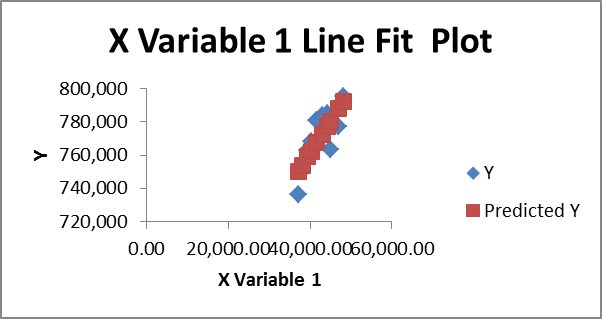 X Variable 1 Line Fit  Plot
800,000
780,000
760,000
740,000
720,000
Y
0.00 20,000.00 40,000.00 60,000.00
X Variable 1
Y
Predicted Y